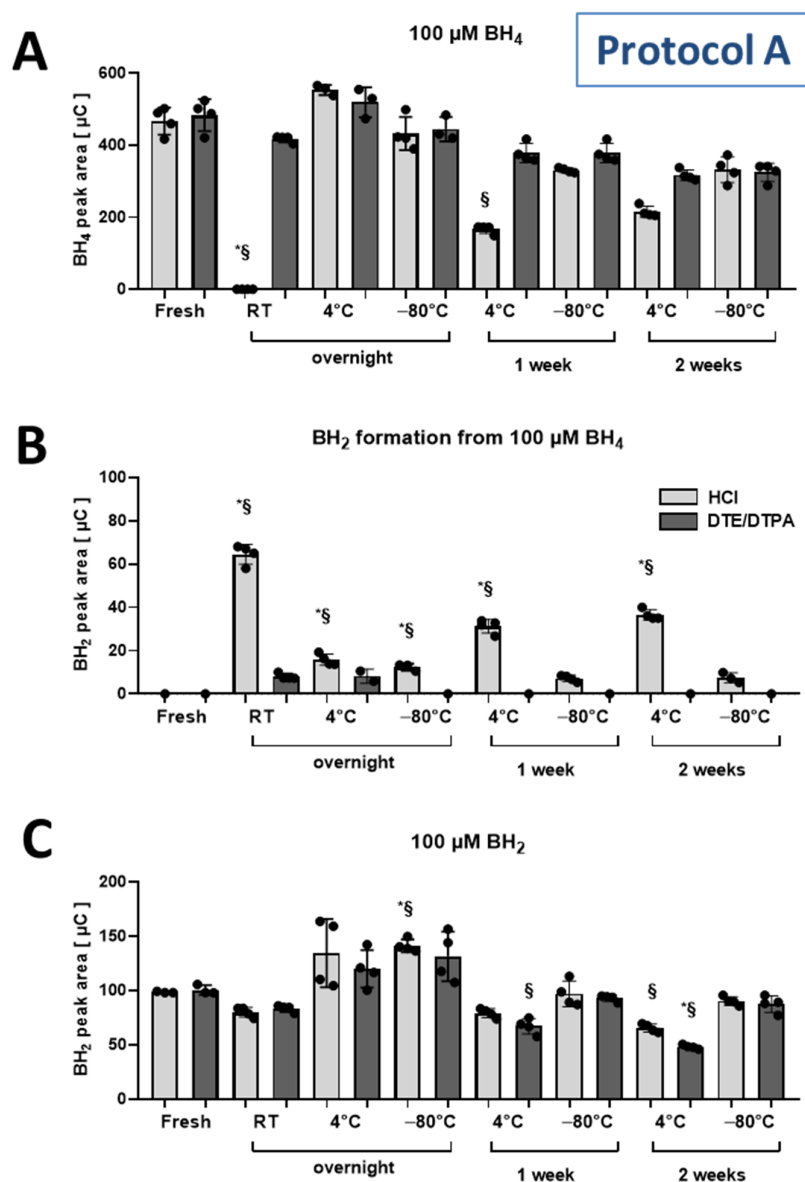 A
100 µM BH₄
Protocol A
BH₄ peak area [ µC]
600
400
200
0
*§
§
Fresh
RT
4°C
–80°C
4°C
–80°C
4°C
–80°C
overnight
1 week
2 weeks
B
BH₂ formation from 100 µM BH₄
BH₂ peak area [ µC]
100
80
60
40
20
0
HCl
DTE/DTPA
*§
*§
*§
*§
*§
Fresh
RT
4°C
–80°C
4°C
–80°C
4°C
–80°C
overnight
1 week
2 weeks
C
100 µM BH₂
BH₂ peak area [ µC]
200
150
100
50
0
*§
§
§
*§
Fresh
RT
4°C
–80°C
4°C
–80°C
4°C
–80°C
overnight
1 week
2 weeks